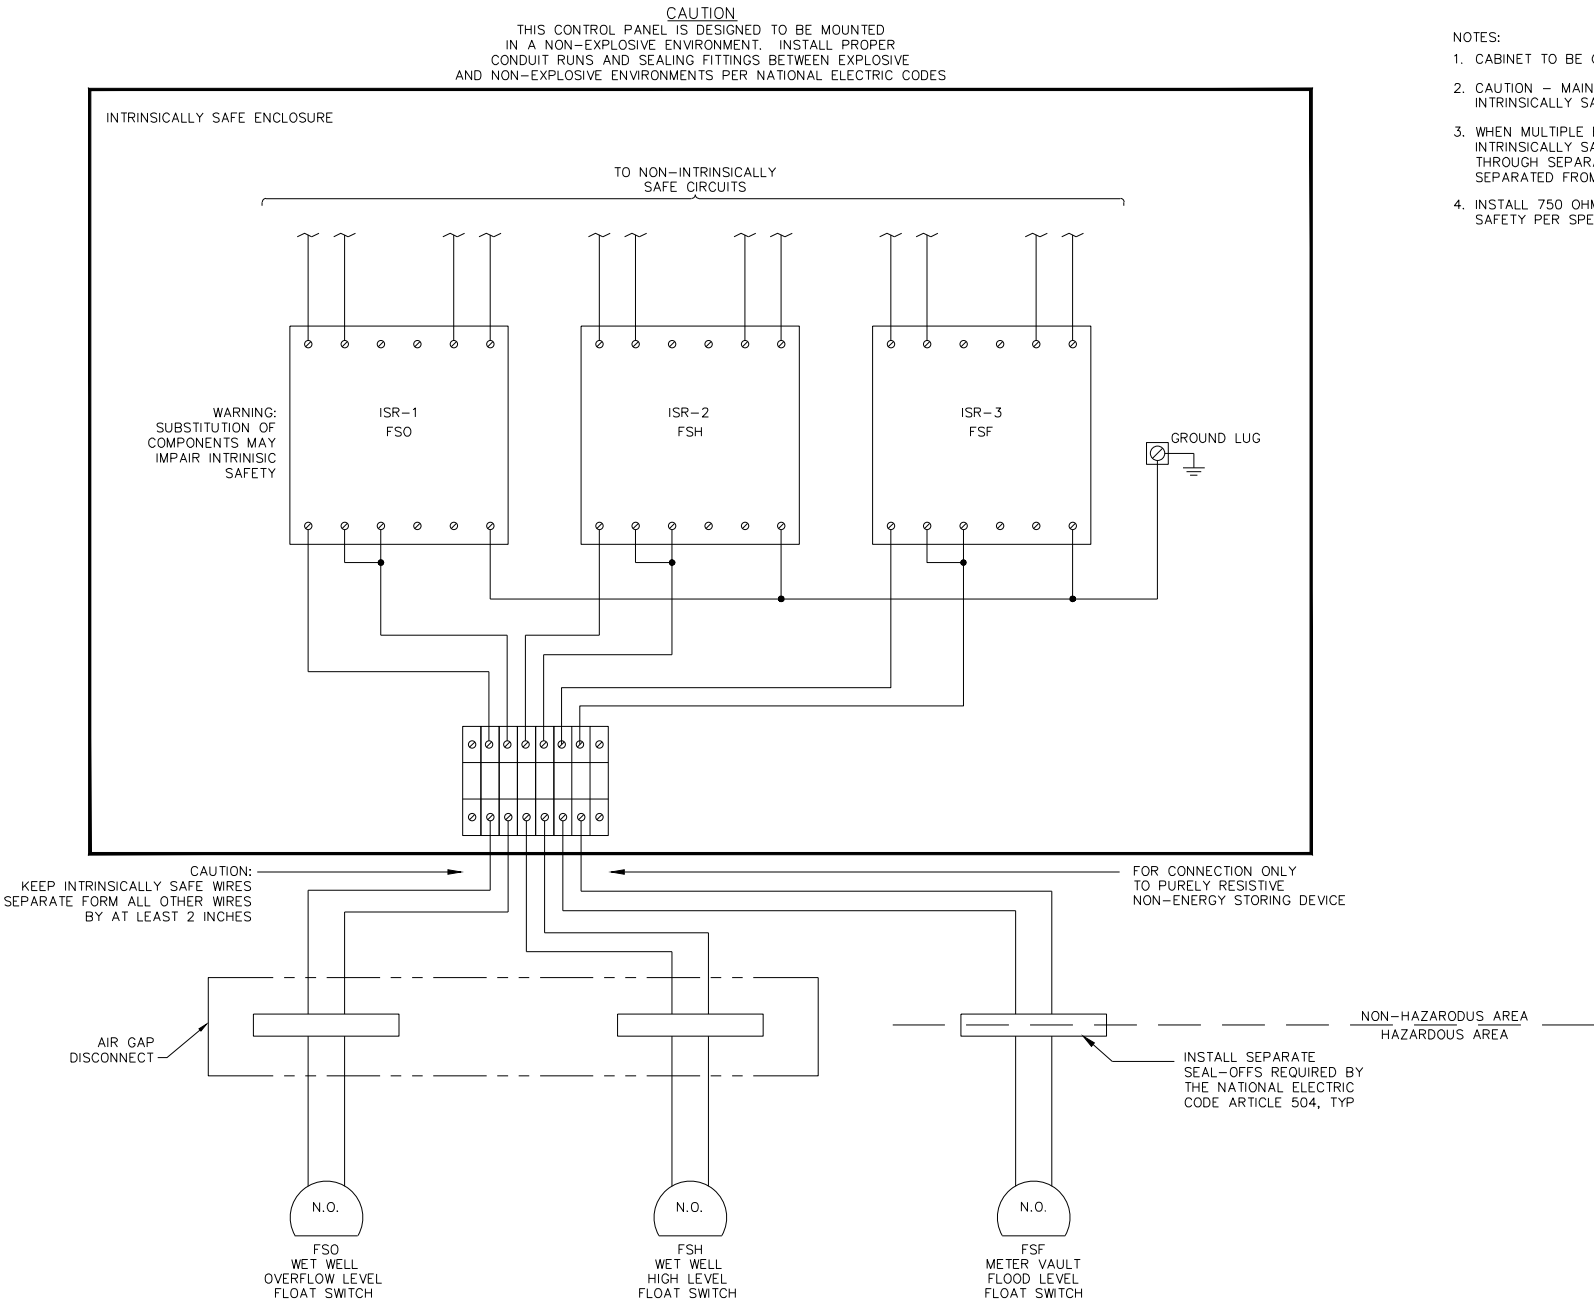 CAUTION
THIS CONTROL PANEL IS DESIGNED TO BE MOUNTED
IN A NON-EXPLOSIVE ENVIRONMENT. INSTALL PROPER
CONDUIT RUNS AND SEALING FITTINGS BETWEEN EXPLOSIVE
AND NON-EXPLOSIVE ENVIRONMENTS PER NATIONAL ELECTRIC CODES
NOTES:
1. CABINET TO BE
2. CAUTION - MAIN
INTRINSICALLY
3. WHEN MULTIPLE
INTRINSICALLY
THROUGH
SEPARATED
4. INSTALL 750
SAFETY PER
INTRINSICALLY SAFE ENCLOSURE
TO NON-INTRINSICALLY
SAFE CIRCUITS
WARNING:
SUBSTITUTION OF
COMPONENTS MAY
IMPAIR INTRINISIC
SAFETY
ISR-1
FSO
ISR-2
FSH
ISR-3
FSF
GROUND LUG
CAUTION:
KEEP INTRINSICALLY SAFE WIRES
SEPARATE FORM ALL OTHER WIRES
BY AT LEAST 2 INCHES
FOR CONNECTION ONLY
TO PURELY RESISTIVE
NON-ENERGY STORING DEVICE
AIR GAP
DISCONNECT
NON-HAZARODUS AREA
HAZARDOUS AREA
INSTALL SEPARATE
SEAL-OFFS REQUIRED BY
THE NATIONAL ELECTRIC
CODE ARTICLE 504, TYP
N.O.
FSO
WET WELL
OVERFLOW LEVEL
FLOAT SWITCH
N.O.
FSH
WET WELL
HIGH LEVEL
FLOAT SWITCH
N.O.
FSF
METER VAULT
FLOOD LEVEL
FLOAT SWITCH